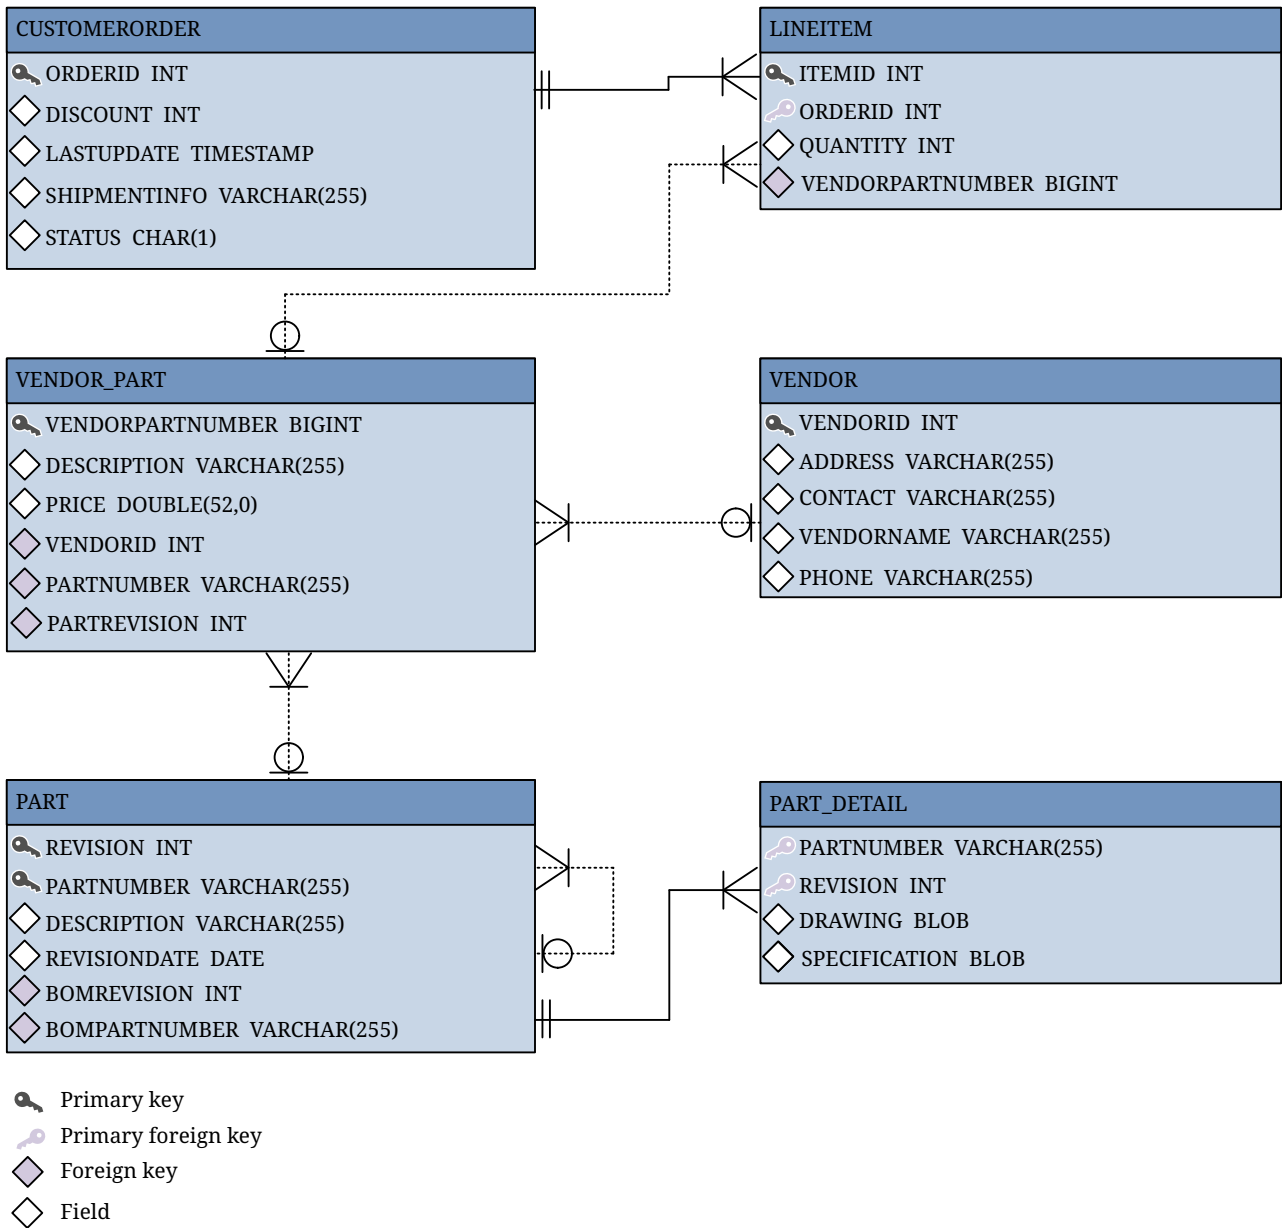 CUSTOMERORDER
ORDERID INT
DISCOUNT INT
LASTUPDATE TIMESTAMP
SHIPMENTINFO VARCHAR(255)
STATUS CHAR(1)
LINEITEM
ITEMID INT
ORDERID INT
QUANTITY INT
VENDORPARTNUMBER BIGINT
VENDOR_PART
VENDORPARTNUMBER BIGINT
DESCRIPTION VARCHAR(255)
PRICE DOUBLE(52,0)
VENDORID INT
PARTNUMBER VARCHAR(255)
PARTREVISION INT
VENDOR
VENDORID INT
ADDRESS VARCHAR(255)
CONTACT VARCHAR(255)
VENDORNAME VARCHAR(255)
PHONE VARCHAR(255)
PART
REVISION INT
PARTNUMBER VARCHAR(255)
DESCRIPTION VARCHAR(255)
REVISIONDATE DATE
BOMREVISION INT
BOMPARTNUMBER VARCHAR(255)
PART_DETAIL
PARTNUMBER VARCHAR(255)
REVISION INT
DRAWING BLOB
SPECIFICATION BLOB
Primary key
Primary foreign key
Foreign key
Field